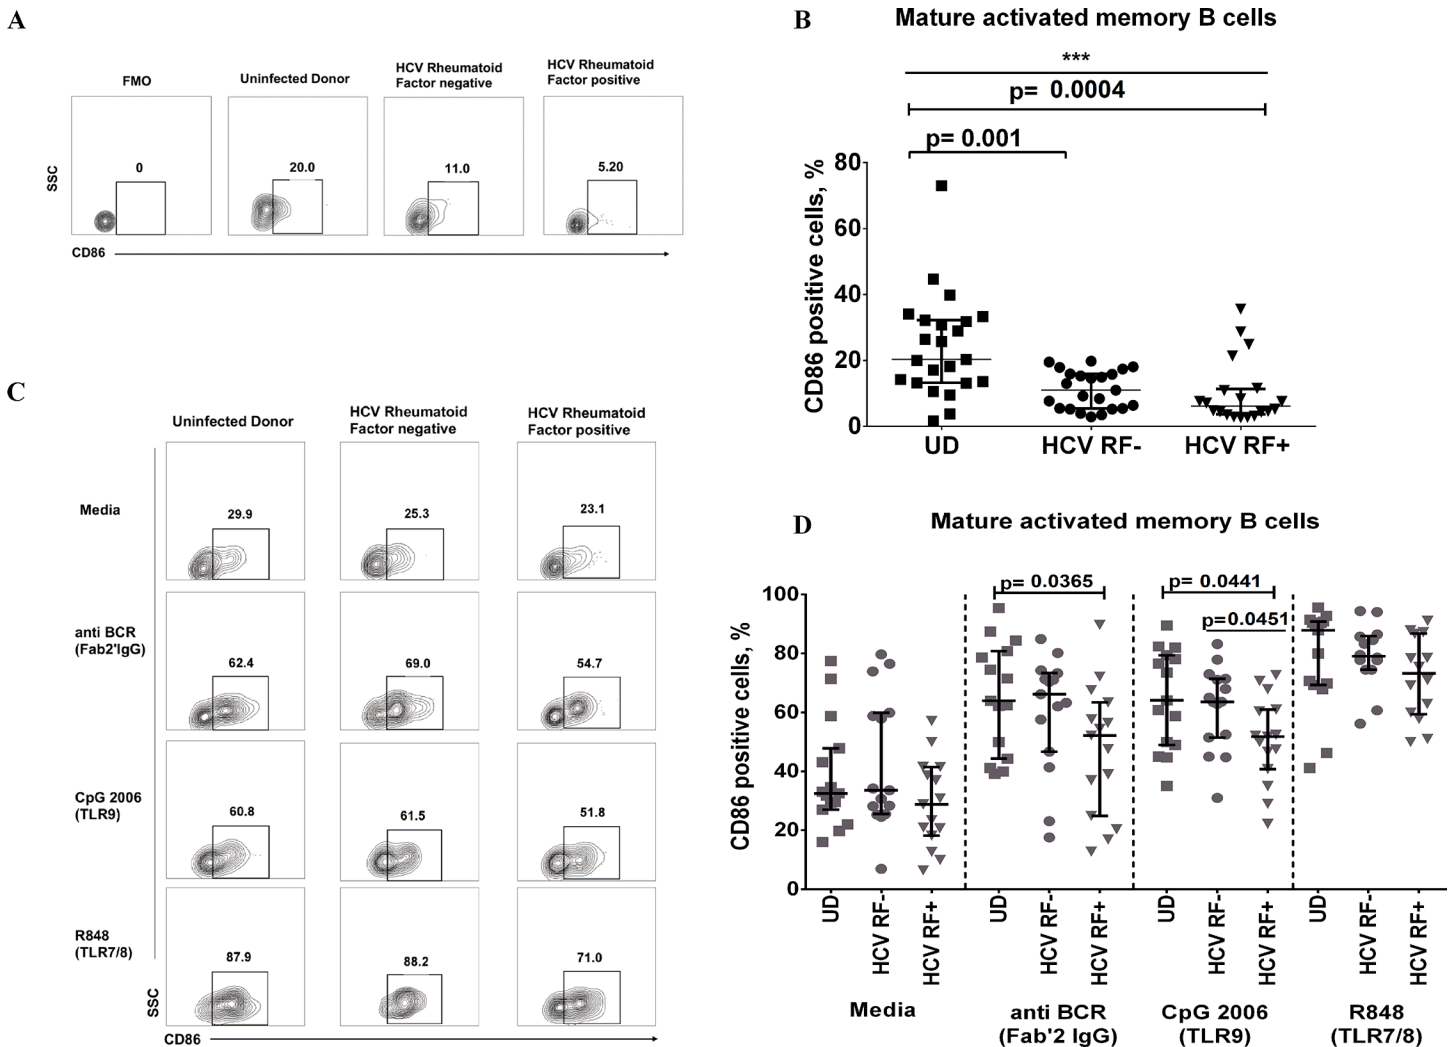 A
FMO
Uninfected Donor
HCV Rheumatoid
Factor negative
HCV Rheumatoid
Factor positive
0
20.0
11.0
5.20
SSC
CD86
B
Mature activated memory B cells
***
p= 0.0004
p= 0.001
CD86 positive cells, %
80
60
40
20
0
UD
HCV RF-
HCV RF+
C
Uninfected Donor
HCV Rheumatoid
Factor negative
HCV Rheumatoid
Factor positive
Media
29.9
25.3
23.1
anti BCR
(Fab2'IgG)
62.4
69.0
54.7
CpG 2006
(TLR9)
60.8
61.5
51.8
R848
(TLR7/8)
87.9
88.2
71.0
SSC
CD86
D
Mature activated memory B cells
p= 0.0365
p= 0.0441
p=0.0451
CD86 positive cells, %
100
80
60
40
20
0
UD
HCV RF-
HCV RF+
UD
HCV RF-
HCV RF+
UD
HCV RF-
HCV RF+
UD
HCV RF-
HCV RF+
Media
anti BCR
(Fab'2 IgG)
CpG 2006
(TLR9)
R848
(TLR7/8)